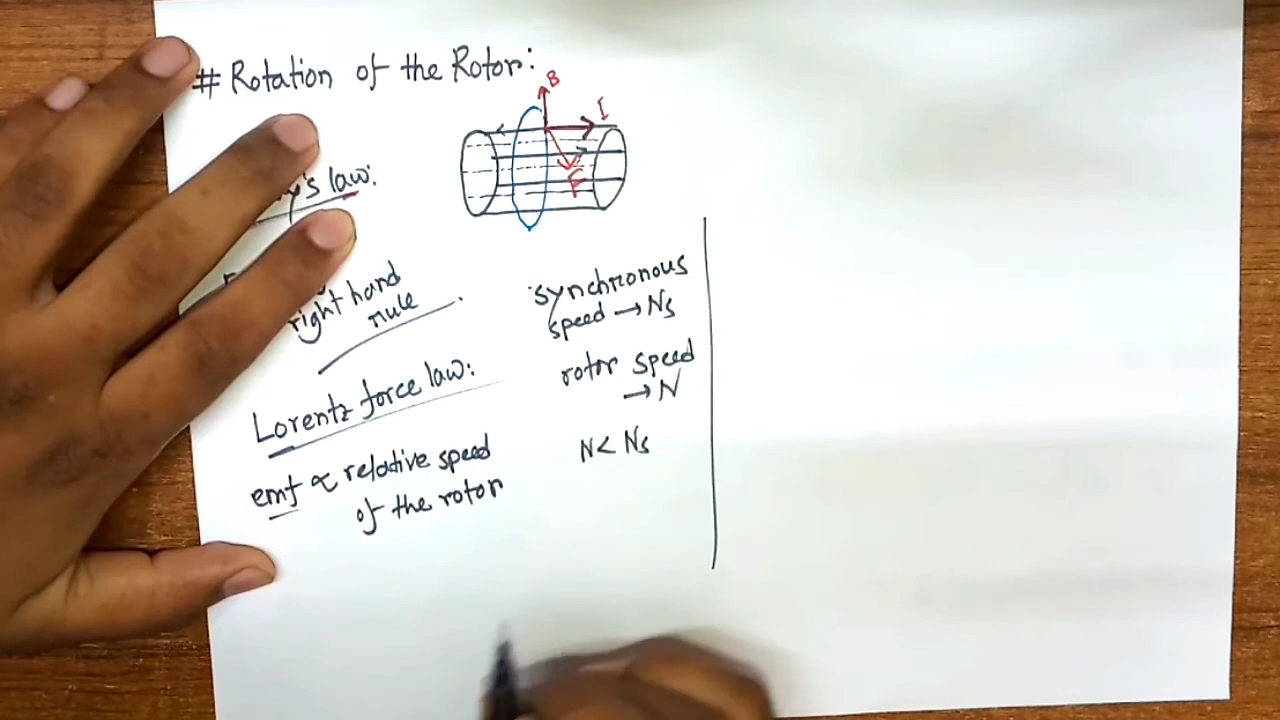 # Rotation of the Rotor:
B
I
F
law:
right hand
rule
Lorentz force law:
emf ∝ relative speed
of the rotor
synchronous
speed → Ns
rotor speed
→ N
N < Ns